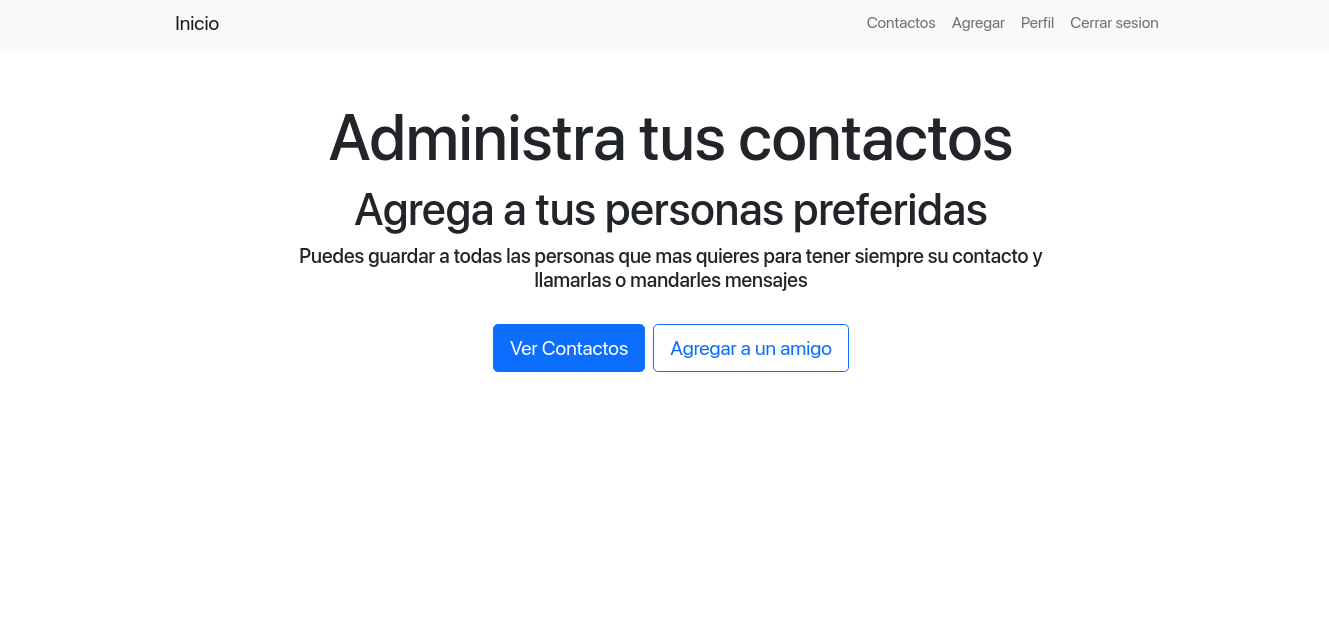 Inicio
Contactos Agregar Perfil Cerrar sesion
Administra tus contactos
Agrega a tus personas preferidas
Puedes guardar a todas las personas que mas quieres para tener siempre su contacto y
llamarlas o mandarles mensajes
Ver Contactos
Agregar a un amigo